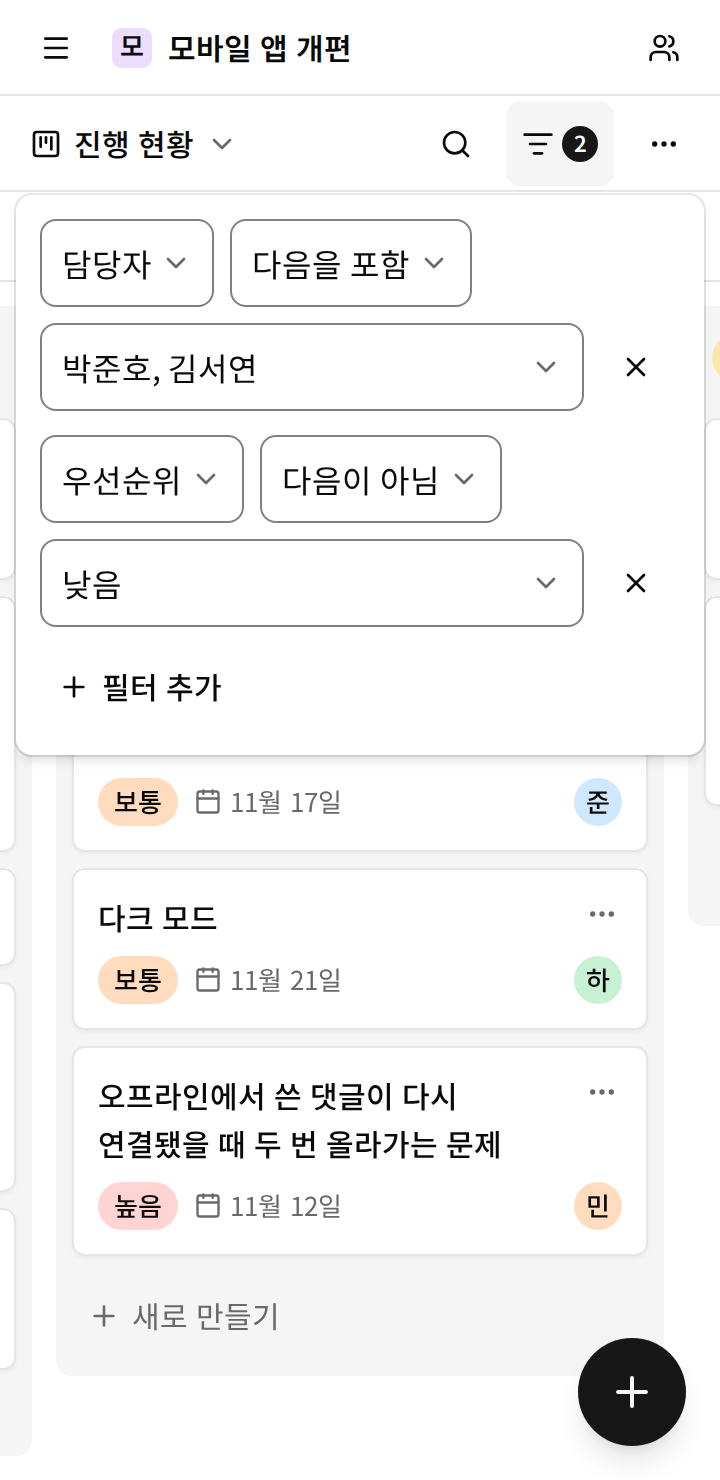 모 모바일 앱 개편
진행 현황
2
담당자
다음을 포함
박준호, 김서연
우선순위
다음이 아님
낮음
필터 추가
보통 11월 17일 준
다크 모드
보통 11월 21일 하
오프라인에서 쓴 댓글이 다시
연결됐을 때 두 번 올라가는 문제
높음 11월 12일 민
새로 만들기